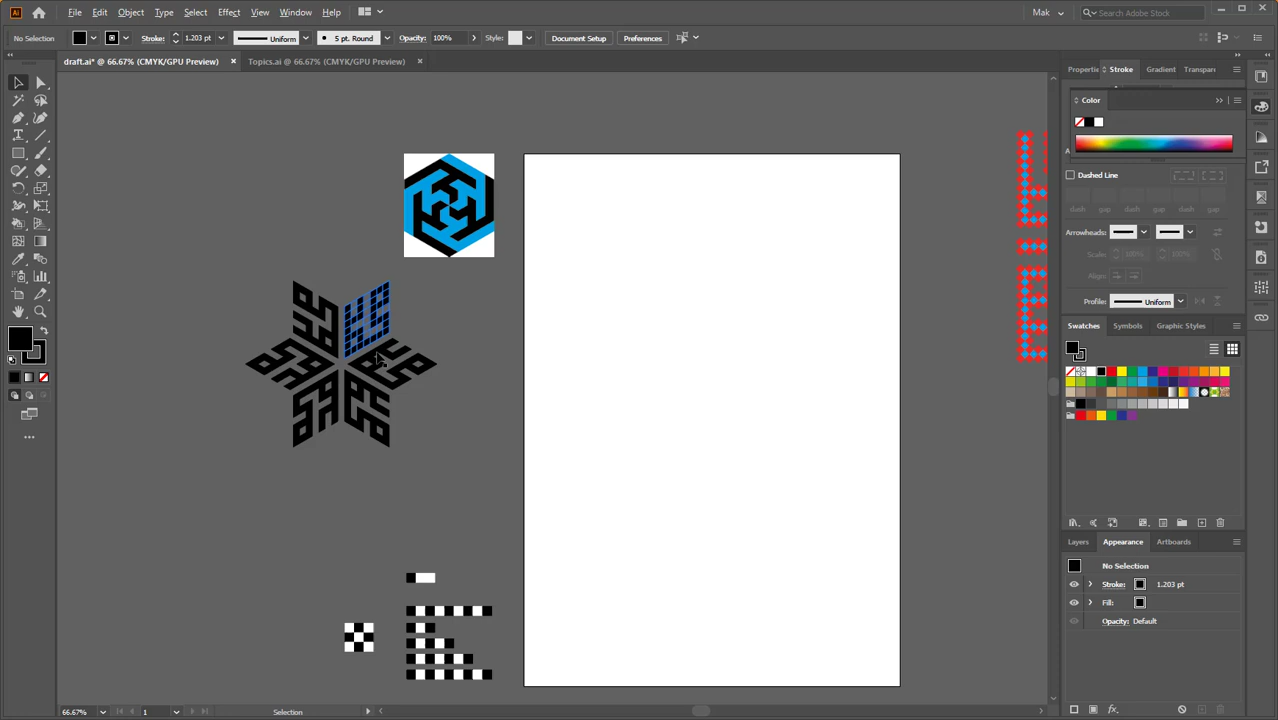 File Edit Object Type Select Effect View Window Help
Mak
Search Adobe Stock
No Selection
Stroke: 1.203 pt
Uniform
5 pt. Round
Opacity: 100%
Style:
Document Setup
Preferences
draft.ai* @ 66.67% (CMYK/GPU Preview)
Topics.ai @ 66.67% (CMYK/GPU Preview)
Stroke Gradient
Color
Dashed Line
dash gap dash gap dash gap
Arrowheads:
Scale: 100% 100%
Align:
Profile: Uniform
Swatches Symbols Graphic Styles
Layers Appearance Artboards
No Selection
Stroke: 1.203 pt
Fill:
Opacity: Default
66.67% 1 Selection